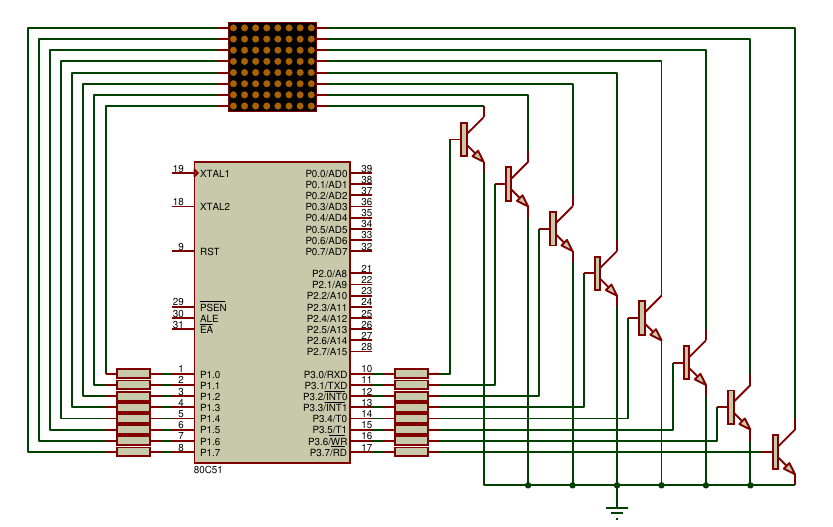 19 XTAL1 P0.0/AD0 39
P0.1/AD1 38
P0.2/AD2 37
18 XTAL2 P0.3/AD3 36
P0.4/AD4 35
P0.5/AD5 34
P0.6/AD6 33
9 RST P0.7/AD7 32
P2.0/A8 21
P2.1/A9 22
P2.2/A10 23
29 PSEN P2.3/A11 24
30 ALE P2.4/A12 25
31 EA P2.5/A13 26
P2.6/A14 27
P2.7/A15 28
1 P1.0 P3.0/RXD 10
2 P1.1 P3.1/TXD 11
3 P1.2 P3.2/INT0 12
4 P1.3 P3.3/INT1 13
5 P1.4 P3.4/T0 14
6 P1.5 P3.5/T1 15
7 P1.6 P3.6/WR 16
8 P1.7 P3.7/RD 17
80C51